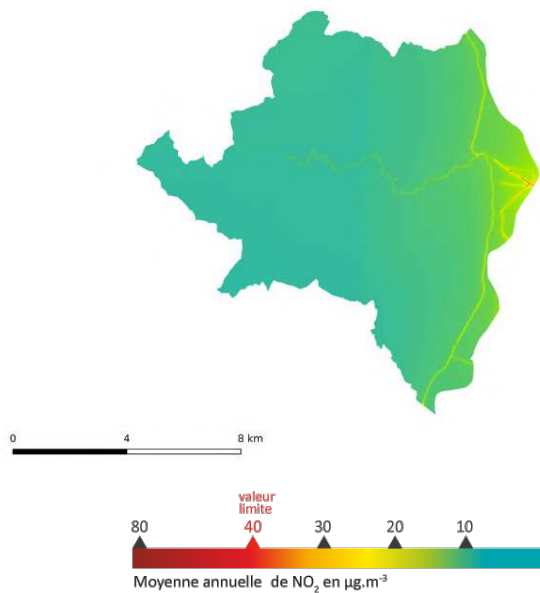 0 4 8 km
valeur
limite
80 40 30 20 10
Moyenne annuelle de NO₂ en µg.m⁻³